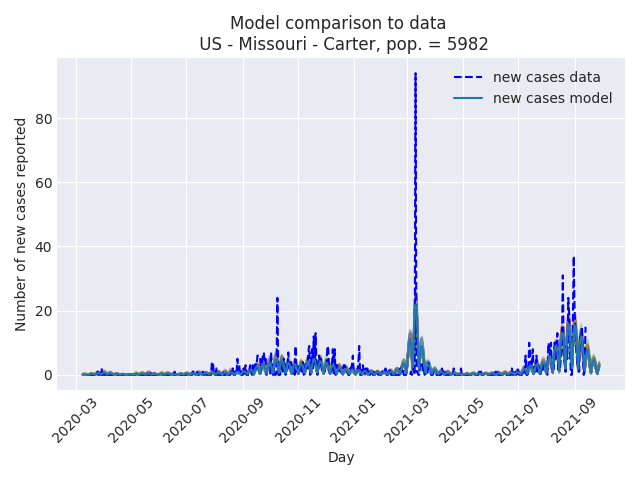 Model comparison to data
US - Missouri - Carter, pop. = 5982
new cases data
new cases model
Number of new cases reported
80
60
40
20
0
2020-03
2020-05
2020-07
2020-09
2020-11
2021-01
2021-03
2021-05
2021-07
2021-09
Day